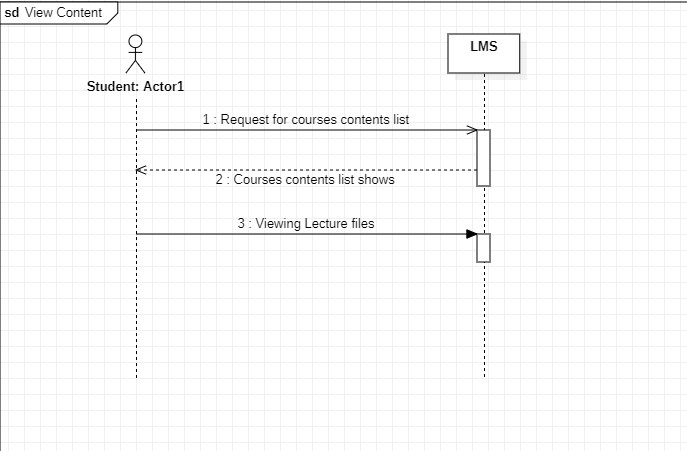 sd View Content
LMS
Student: Actor1
1 : Request for courses contents list
2 : Courses contents list shows
3 : Viewing Lecture files